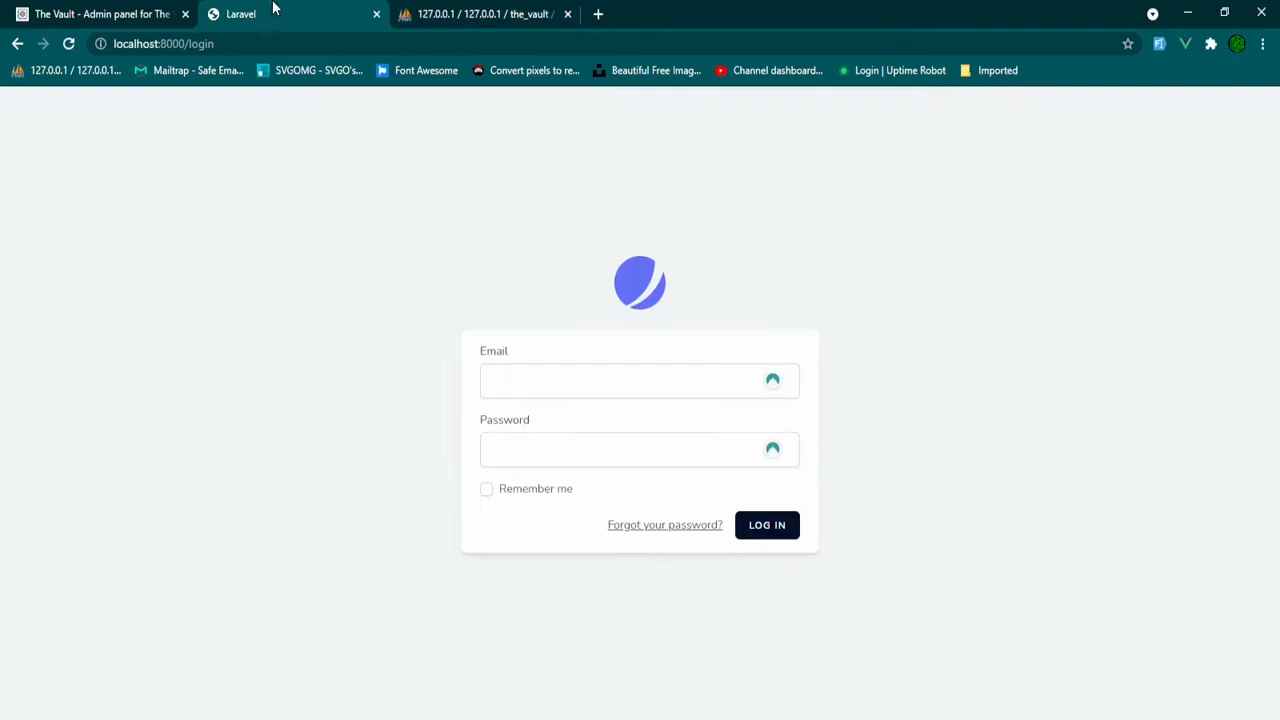 The Vault - Admin panel for The
Laravel
127.0.0.1 / 127.0.0.1 / the_vault /
localhost:8000/login
127.0.0.1 / 127.0.0.1...
Mailtrap - Safe Ema...
SVGOMG - SVGO's...
Font Awesome
Convert pixels to re...
Beautiful Free Imag...
Channel dashboard...
Login | Uptime Robot
Imported
Email
Password
Remember me
Forgot your password?
LOG IN